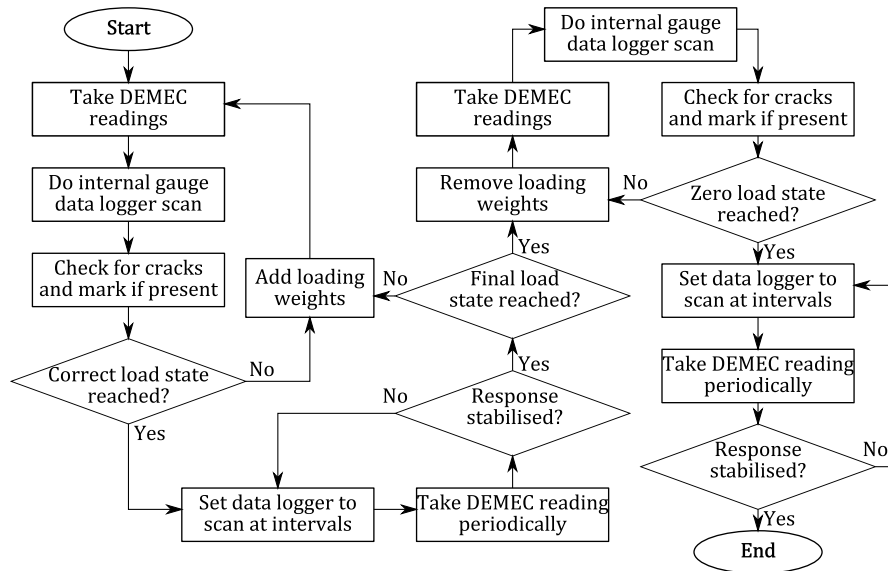 Start
Take DEMEC
readings
Do internal gauge
data logger scan
Check for cracks
and mark if present
Correct load state
reached?
No
Yes
Add loading
weights
Set data logger to
scan at intervals
Take DEMEC reading
periodically
Response
stabilised?
No
Yes
Final load
state reached?
No
Yes
Remove loading
weights
Take DEMEC
readings
Do internal gauge
data logger scan
Check for cracks
and mark if present
Zero load state
reached?
No
Yes
Set data logger to
scan at intervals
Take DEMEC reading
periodically
Response
stabilised?
No
Yes
End